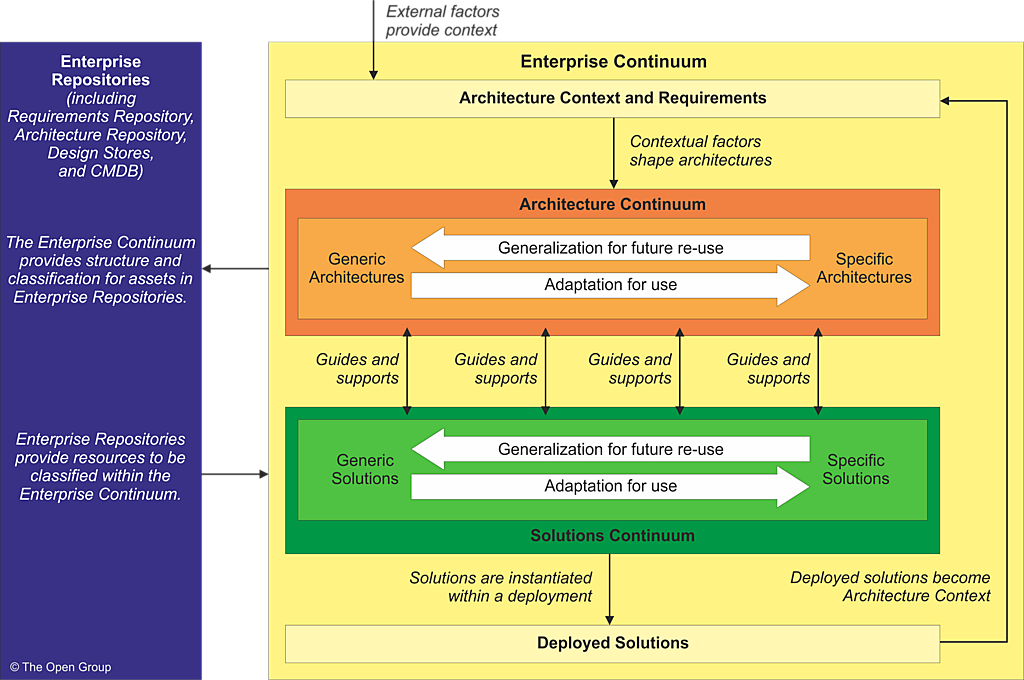 External factors
provide context
Enterprise
Repositories
(including
Requirements Repository,
Architecture Repository,
Design Stores,
and CMDB)
The Enterprise Continuum
provides structure and
classification for assets in
Enterprise Repositories.
Enterprise Repositories
provide resources to be
classified within the
Enterprise Continuum.
© The Open Group
Enterprise Continuum
Architecture Context and Requirements
Contextual factors
shape architectures
Architecture Continuum
Generic
Architectures
Generalization for future re-use
Adaptation for use
Specific
Architectures
Guides and
supports
Guides and
supports
Guides and
supports
Guides and
supports
Generic
Solutions
Generalization for future re-use
Adaptation for use
Specific
Solutions
Solutions Continuum
Solutions are instantiated
within a deployment
Deployed solutions become
Architecture Context
Deployed Solutions